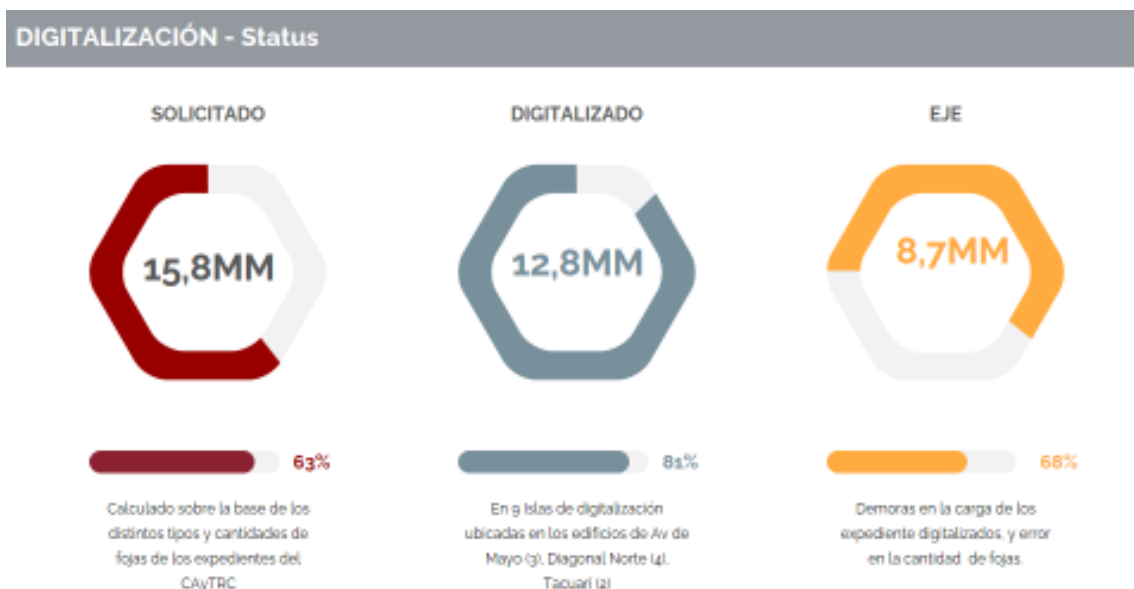 DIGITALIZACIÓN - Status
SOLICITADO
15,8MM
63%
Calculado sobre la base de los
distintos tipos y cantidades de
fojas de los expedientes del
CAyTRC
DIGITALIZADO
12,8MM
81%
En 9 Islas de digitalización
ubicadas en los edificios de Av de
Mayo (3), Diagonal Norte (4),
Tacuarí (2)
EJE
8,7MM
68%
Demoras en la carga de los
expediente digitalizados, y error
en la cantidad de fojas.